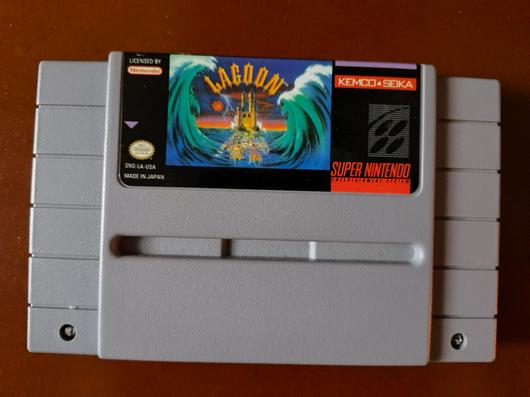 LICENSED BY
Nintendo
LAGOON
KEMCO & SEIKA
SNS-LA-USA
MADE IN JAPAN
SUPER NINTENDO
ENTERTAINMENT SYSTEM